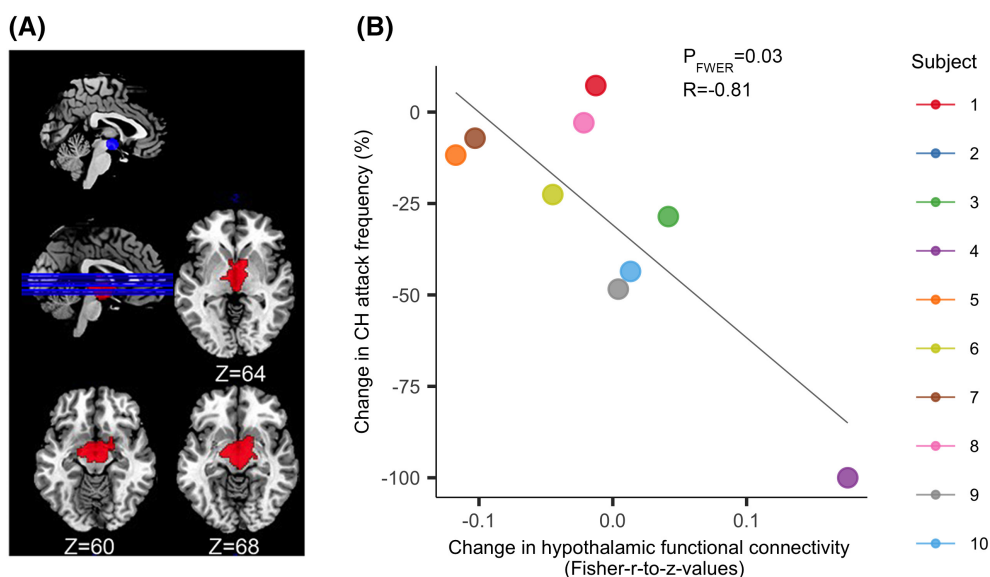 (A)
Z=64
Z=60
Z=68
(B)
P_FWER=0.03
R=-0.81
Change in CH attack frequency (%)
0
-25
-50
-75
-100
-0.1
0.0
0.1
Change in hypothalamic functional connectivity
(Fisher-r-to-z-values)
Subject
1
2
3
4
5
6
7
8
9
10